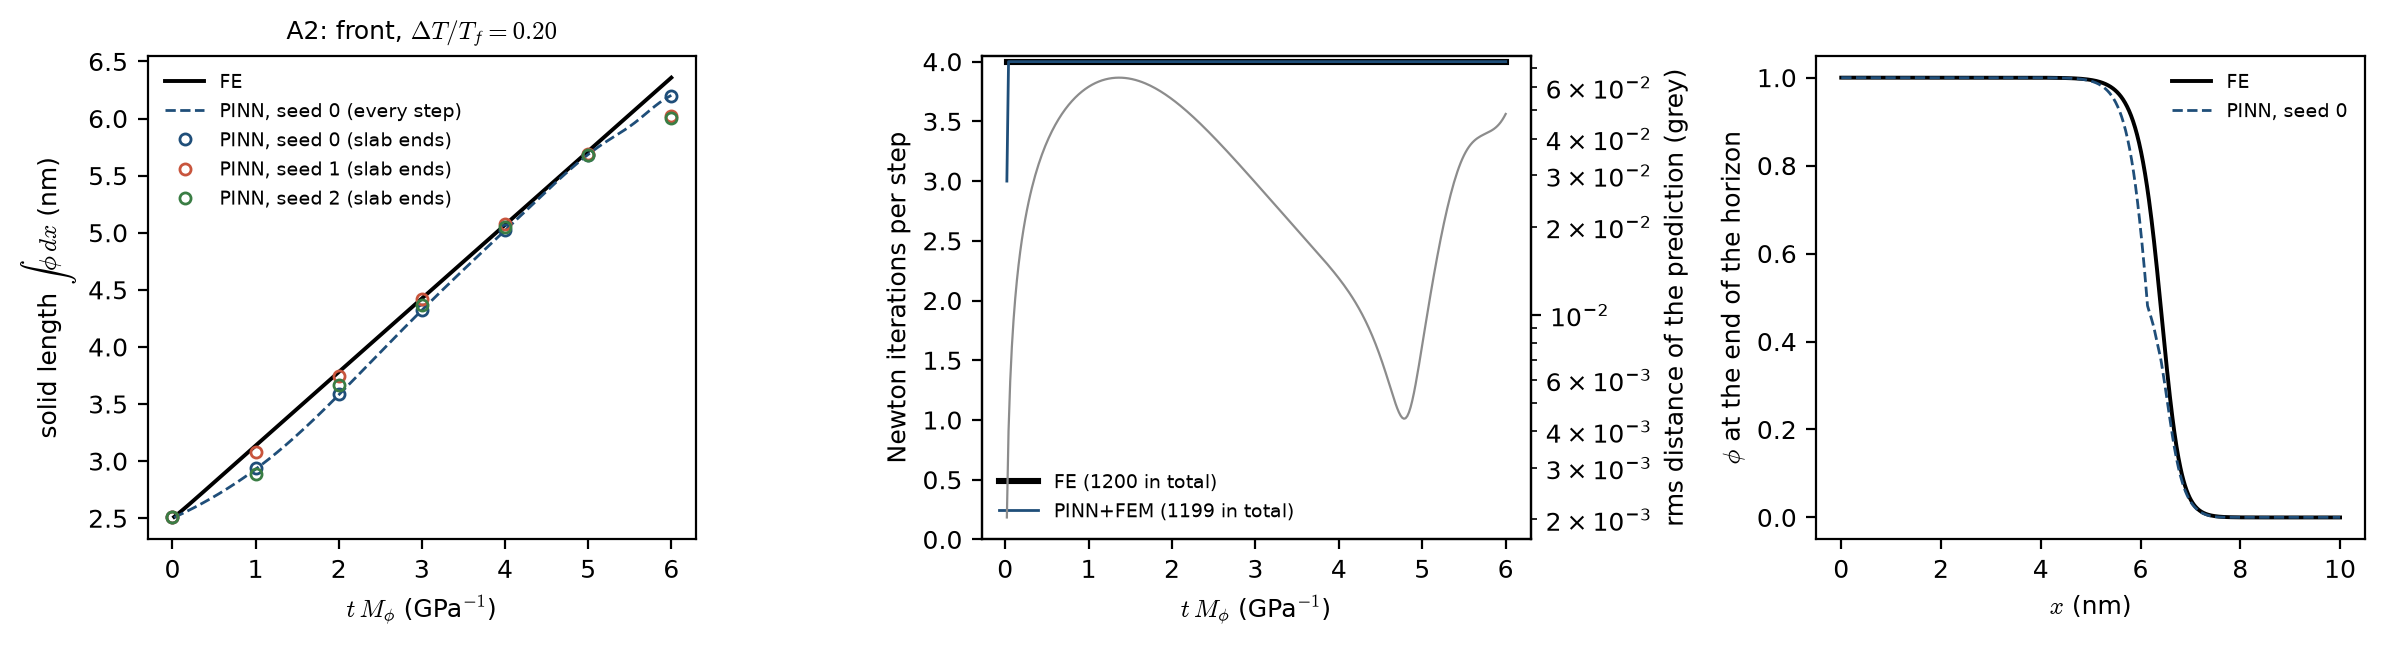 A2: front, ΔT/T_f = 0.20
solid length ∫ϕ dx (nm)
6.5
6.0
5.5
5.0
4.5
4.0
3.5
3.0
2.5
FE
PINN, seed 0 (every step)
PINN, seed 0 (slab ends)
PINN, seed 1 (slab ends)
PINN, seed 2 (slab ends)
0 1 2 3 4 5 6
t M_ϕ (GPa⁻¹)
Newton iterations per step
4.0
3.5
3.0
2.5
2.0
1.5
1.0
0.5
0.0
FE (1200 in total)
PINN+FEM (1199 in total)
0 1 2 3 4 5 6
t M_ϕ (GPa⁻¹)
6 × 10⁻²
4 × 10⁻²
3 × 10⁻²
2 × 10⁻²
10⁻²
6 × 10⁻³
4 × 10⁻³
3 × 10⁻³
2 × 10⁻³
rms distance of the prediction (grey)
ϕ at the end of the horizon
1.0
0.8
0.6
0.4
0.2
0.0
FE
PINN, seed 0
0 2 4 6 8 10
x (nm)